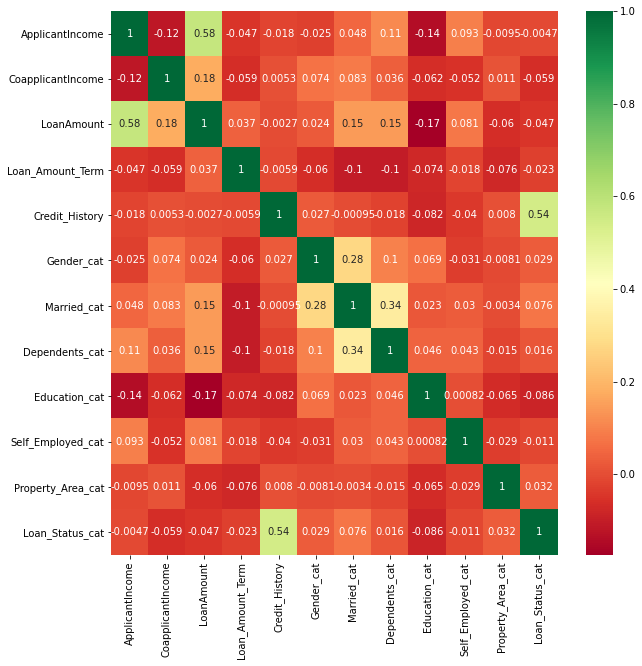 ApplicantIncome 1 -0.12 0.58 -0.047 -0.018 -0.025 0.048 0.11 -0.14 0.093 -0.0095 -0.0047
CoapplicantIncome -0.12 1 0.18 -0.059 0.0053 0.074 0.083 0.036 -0.062 -0.052 0.011 -0.059
LoanAmount 0.58 0.18 1 0.037 -0.0027 0.024 0.15 0.15 -0.17 0.081 -0.06 -0.047
Loan_Amount_Term -0.047 -0.059 0.037 1 -0.0059 -0.06 -0.1 -0.1 -0.074 -0.018 -0.076 -0.023
Credit_History -0.018 0.0053 -0.0027 -0.0059 1 0.027 -0.00095 -0.018 -0.082 -0.04 0.008 0.54
Gender_cat -0.025 0.074 0.024 -0.06 0.027 1 0.28 0.1 0.069 -0.031 -0.0081 0.029
Married_cat 0.048 0.083 0.15 -0.1 -0.00095 0.28 1 0.34 0.023 0.03 -0.0034 0.076
Dependents_cat 0.11 0.036 0.15 -0.1 -0.018 0.1 0.34 1 0.046 0.043 -0.015 0.016
Education_cat -0.14 -0.062 -0.17 -0.074 -0.082 0.069 0.023 0.046 1 0.00082 -0.065 -0.086
Self_Employed_cat 0.093 -0.052 0.081 -0.018 -0.04 -0.031 0.03 0.043 0.00082 1 -0.029 -0.011
Property_Area_cat -0.0095 0.011 -0.06 -0.076 0.008 -0.0081 -0.0034 -0.015 -0.065 -0.029 1 0.032
Loan_Status_cat -0.0047 -0.059 -0.047 -0.023 0.54 0.029 0.076 0.016 -0.086 -0.011 0.032 1
ApplicantIncome
CoapplicantIncome
LoanAmount
Loan_Amount_Term
Credit_History
Gender_cat
Married_cat
Dependents_cat
Education_cat
Self_Employed_cat
Property_Area_cat
Loan_Status_cat
1.0
0.8
0.6
0.4
0.2
0.0